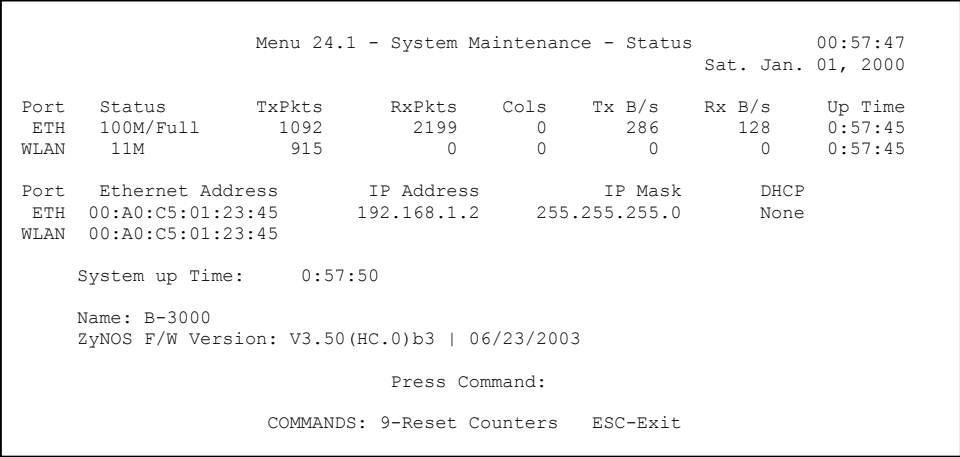 Menu 24.1 - System Maintenance - Status 00:57:47
Sat. Jan. 01, 2000
Port Status TxPkts RxPkts Cols Tx B/s Rx B/s Up Time
ETH 100M/Full 1092 2199 0 286 128 0:57:45
WLAN 11M 915 0 0 0 0 0:57:45
Port Ethernet Address IP Address IP Mask DHCP
ETH 00:A0:C5:01:23:45 192.168.1.2 255.255.255.0 None
WLAN 00:A0:C5:01:23:45
System up Time: 0:57:50
Name: B-3000
ZyNOS F/W Version: V3.50(HC.0)b3 | 06/23/2003
Press Command:
COMMANDS: 9-Reset Counters ESC-Exit